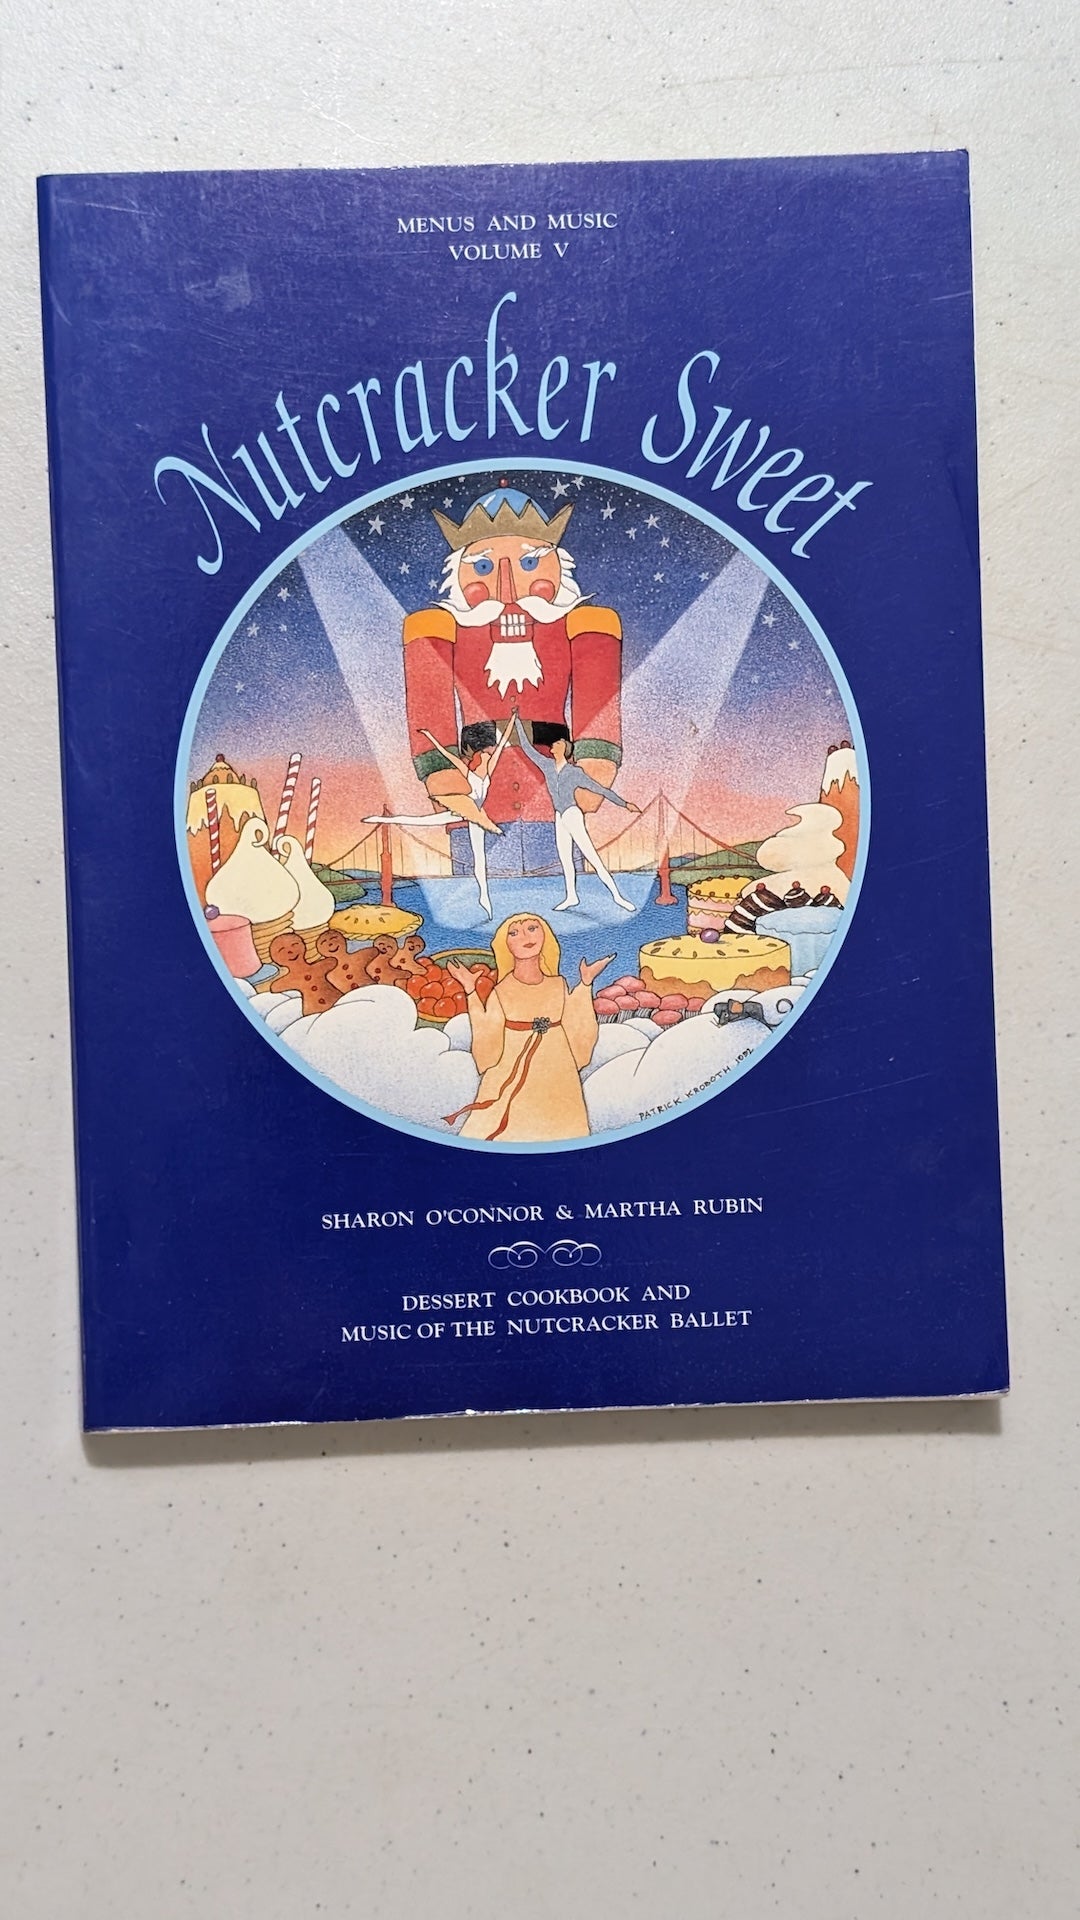 MENUS AND MUSIC
VOLUME V
Nutcracker Sweet
PATRICK KROBOTH 1992
SHARON O'CONNOR & MARTHA RUBIN
DESSERT COOKBOOK AND
MUSIC OF THE NUTCRACKER BALLET